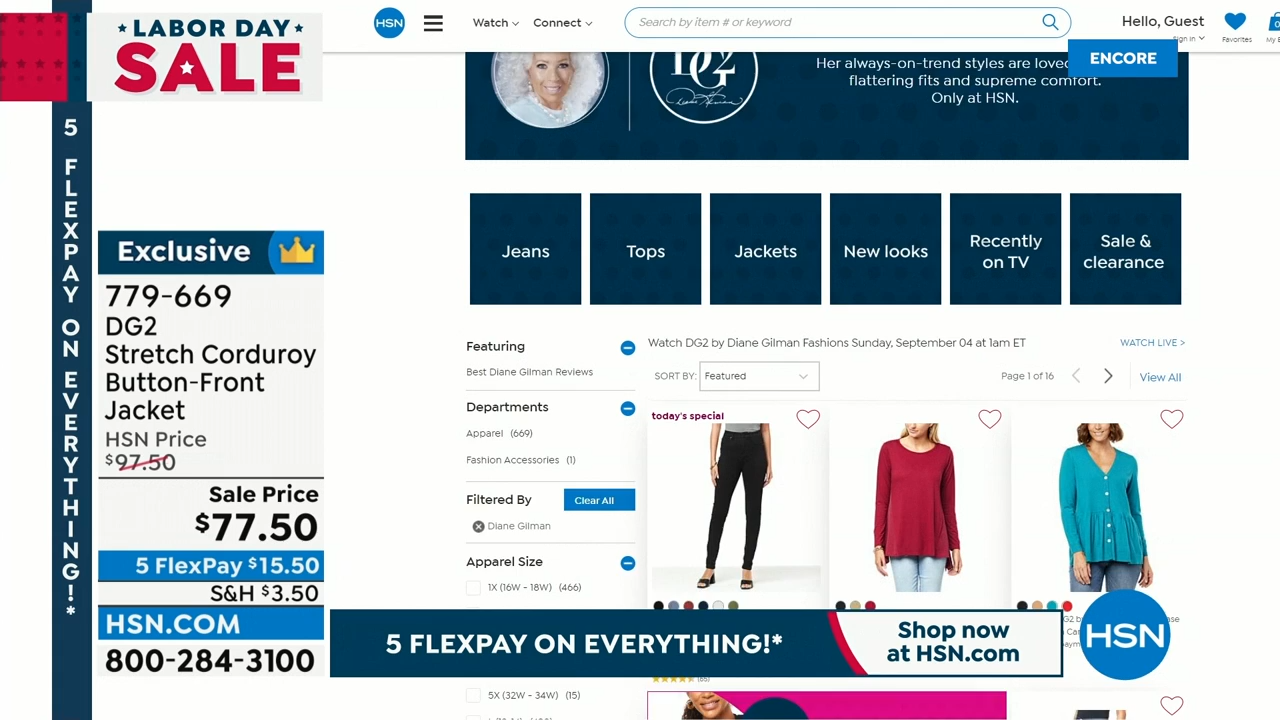 LABOR DAY
SALE
5 FLEXPAY ON EVERYTHING!*
Exclusive
779-669
DG2
Stretch Corduroy
Button-Front
Jacket
HSN Price
$97.50
Sale Price
$77.50
5 FlexPay $15.50
S&H $3.50
HSN.COM
800-284-3100
HSN
Watch
Connect
Search by item # or keyword
Hello, Guest
Sign In
Favorites
0
ENCORE
DG2
Diane Gilman
Her always-on-trend styles are loved
flattering fits and supreme comfort.
Only at HSN.
Jeans
Tops
Jackets
New looks
Recently
on TV
Sale &
clearance
Featuring
Best Diane Gilman Reviews
Departments
Apparel (669)
Fashion Accessories (1)
Filtered By
Clear All
Diane Gilman
Apparel Size
1X (16W - 18W) (466)
5X (32W - 34W) (15)
Watch DG2 by Diane Gilman Fashions Sunday, September 04 at 1am ET
WATCH LIVE >
SORT BY: Featured
Page 1 of 16
View All
today's special
5 FLEXPAY ON EVERYTHING!*
Shop now
at HSN.com
HSN